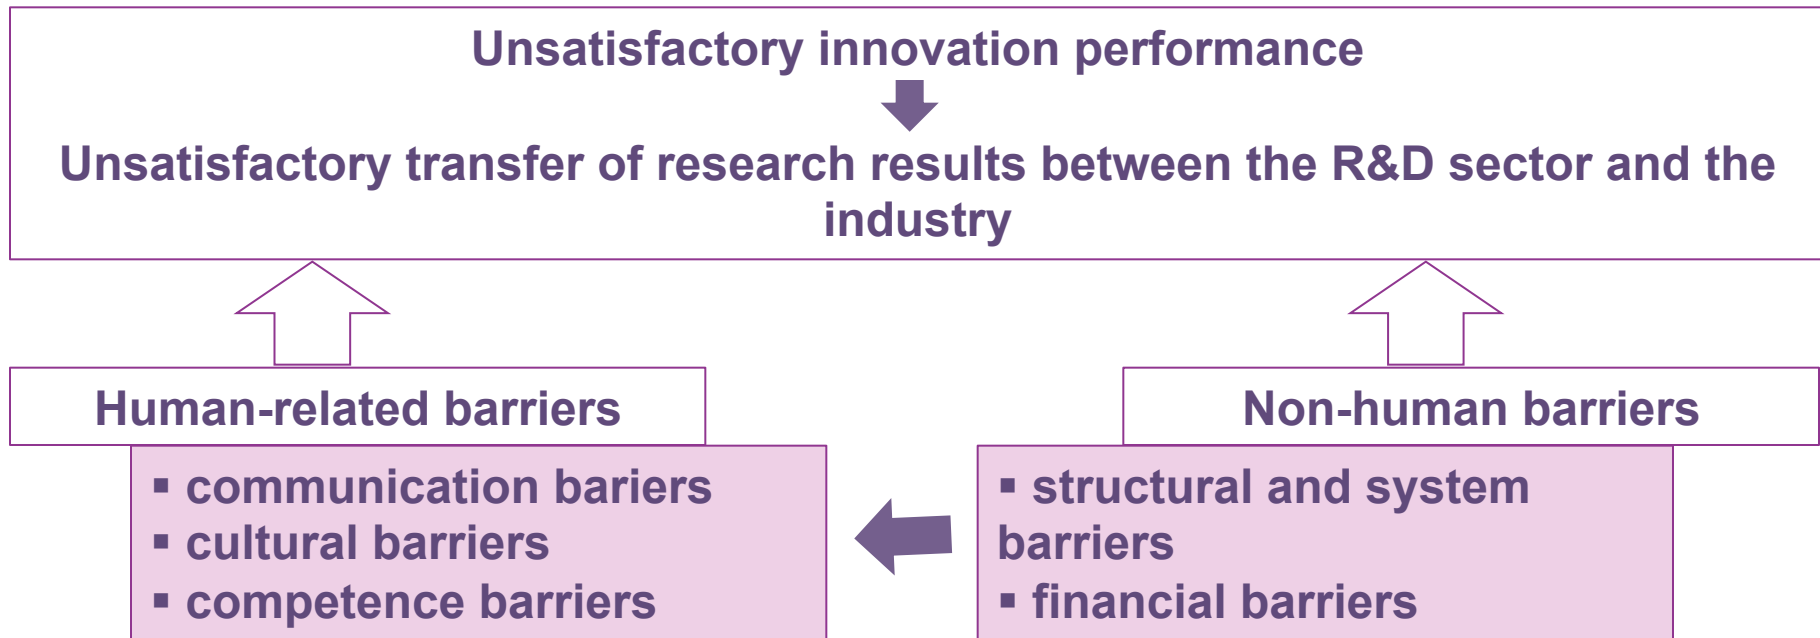 Unsatisfactory innovation performance
Unsatisfactory transfer of research results between the R&D sector and the
industry
Human-related barriers
▪ communication bariers
▪ cultural barriers
▪ competence barriers
Non-human barriers
▪ structural and system
barriers
▪ financial barriers